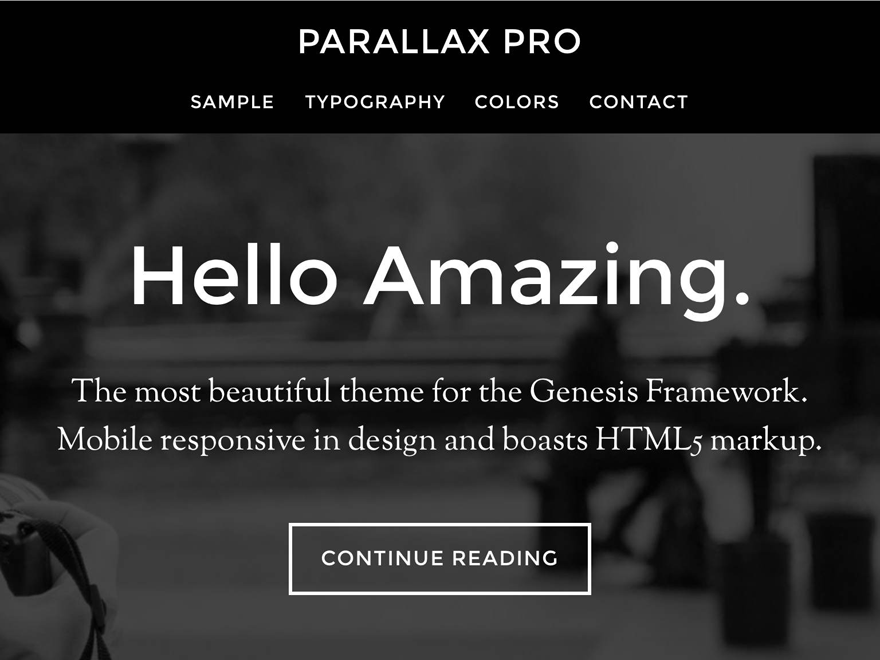 PARALLAX PRO
SAMPLE TYPOGRAPHY COLORS CONTACT
Hello Amazing.
The most beautiful theme for the Genesis Framework.
Mobile responsive in design and boasts HTML5 markup.
CONTINUE READING